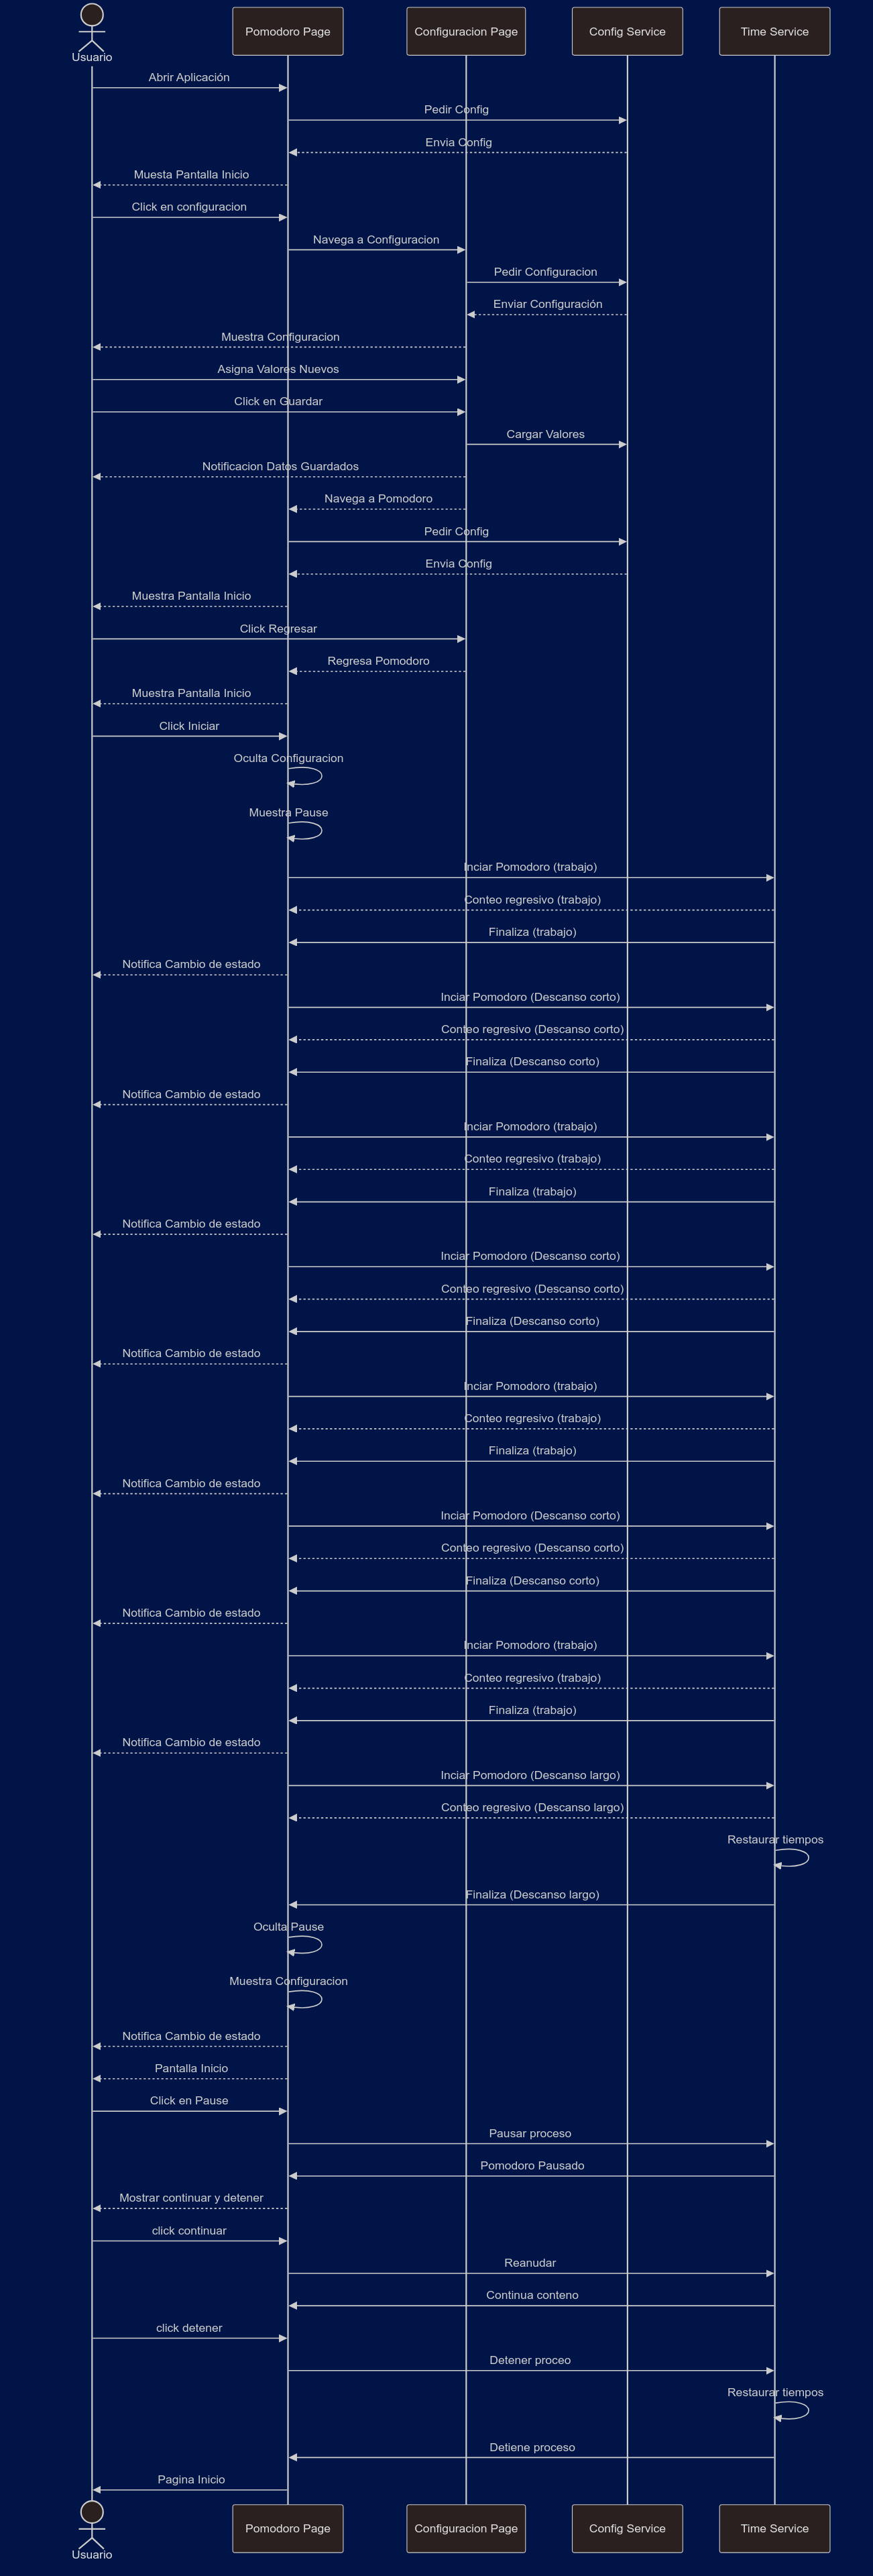 Usuario
Pomodoro Page
Configuracion Page
Config Service
Time Service
Abrir Aplicación
Pedir Config
Envia Config
Muesta Pantalla Inicio
Click en configuracion
Navega a Configuracion
Pedir Configuracion
Enviar Configuración
Muestra Configuracion
Asigna Valores Nuevos
Click en Guardar
Cargar Valores
Notificacion Datos Guardados
Navega a Pomodoro
Pedir Config
Envia Config
Muestra Pantalla Inicio
Click Regresar
Regresa Pomodoro
Muestra Pantalla Inicio
Click Iniciar
Oculta Configuracion
Muestra Pause
Inciar Pomodoro (trabajo)
Conteo regresivo (trabajo)
Finaliza (trabajo)
Notifica Cambio de estado
Inciar Pomodoro (Descanso corto)
Conteo regresivo (Descanso corto)
Finaliza (Descanso corto)
Notifica Cambio de estado
Inciar Pomodoro (trabajo)
Conteo regresivo (trabajo)
Finaliza (trabajo)
Notifica Cambio de estado
Inciar Pomodoro (Descanso corto)
Conteo regresivo (Descanso corto)
Finaliza (Descanso corto)
Notifica Cambio de estado
Inciar Pomodoro (trabajo)
Conteo regresivo (trabajo)
Finaliza (trabajo)
Notifica Cambio de estado
Inciar Pomodoro (Descanso corto)
Conteo regresivo (Descanso corto)
Finaliza (Descanso corto)
Notifica Cambio de estado
Inciar Pomodoro (trabajo)
Conteo regresivo (trabajo)
Finaliza (trabajo)
Notifica Cambio de estado
Inciar Pomodoro (Descanso largo)
Conteo regresivo (Descanso largo)
Restaurar tiempos
Finaliza (Descanso largo)
Oculta Pause
Muestra Configuracion
Notifica Cambio de estado
Pantalla Inicio
Click en Pause
Pausar proceso
Pomodoro Pausado
Mostrar continuar y detener
click continuar
Reanudar
Continua conteno
click detener
Detener proceo
Restaurar tiempos
Detiene proceso
Pagina Inicio
Usuario
Pomodoro Page
Configuracion Page
Config Service
Time Service